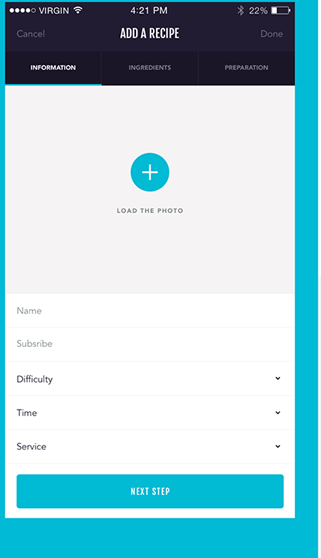 VIRGIN 4:21 PM 22%
Cancel ADD A RECIPE Done
INFORMATION INGREDIENTS PREPARATION
LOAD THE PHOTO
Name
Subsribe
Difficulty
Time
Service
NEXT STEP